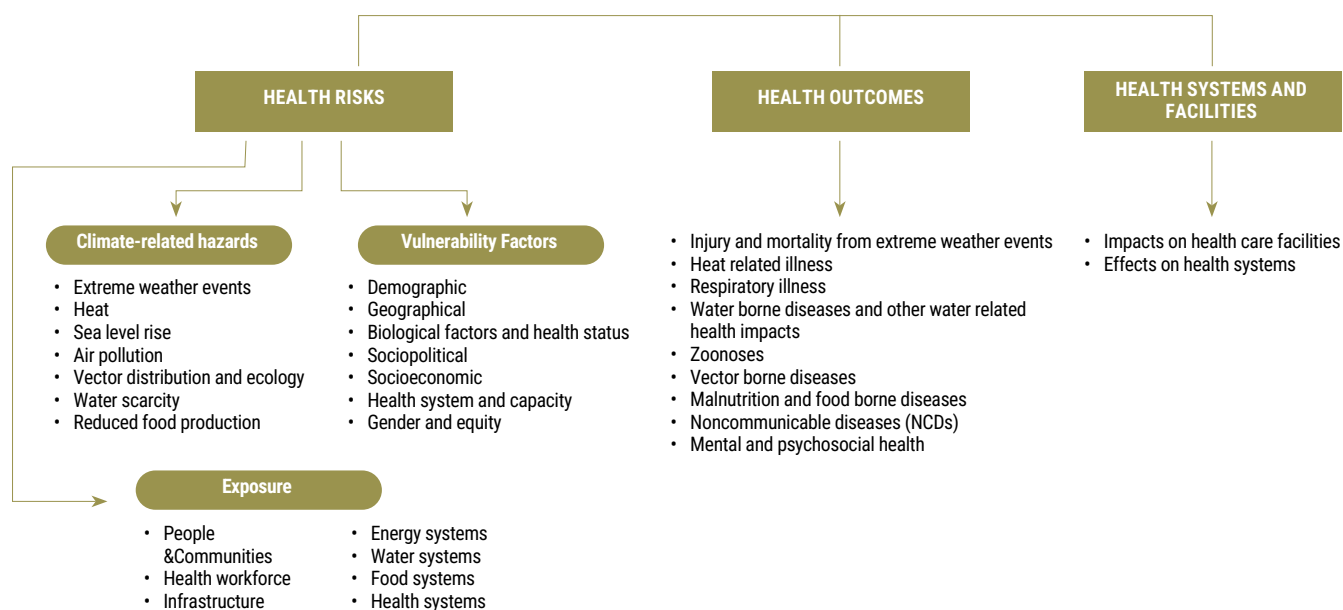 HEALTH RISKS
HEALTH OUTCOMES
HEALTH SYSTEMS AND
FACILITIES
Climate-related hazards
• Extreme weather events
• Heat
• Sea level rise
• Air pollution
• Vector distribution and ecology
• Water scarcity
• Reduced food production
Vulnerability Factors
• Demographic
• Geographical
• Biological factors and health status
• Sociopolitical
• Socioeconomic
• Health system and capacity
• Gender and equity
Exposure
• People
&Communities
• Health workforce
• Infrastructure
• Energy systems
• Water systems
• Food systems
• Health systems
• Injury and mortality from extreme weather events
• Heat related illness
• Respiratory illness
• Water borne diseases and other water related
health impacts
• Zoonoses
• Vector borne diseases
• Malnutrition and food borne diseases
• Noncommunicable diseases (NCDs)
• Mental and psychosocial health
• Impacts on health care facilities
• Effects on health systems